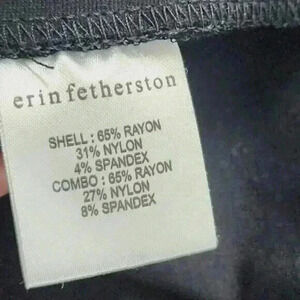 erin fetherston
SHELL : 65% RAYON
31% NYLON
4% SPANDEX
COMBO : 65% RAYON
27% NYLON
8% SPANDEX